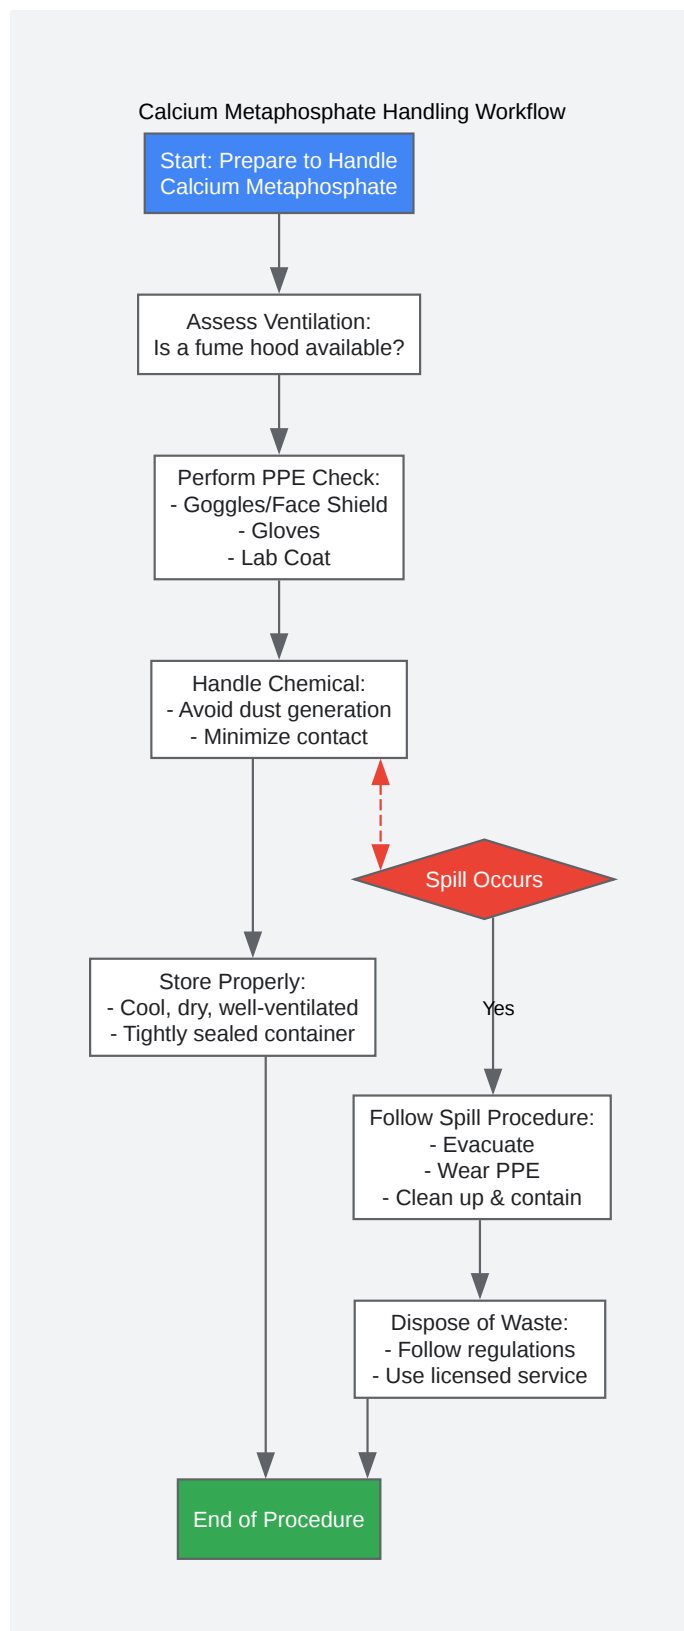 Calcium Metaphosphate Handling Workflow
Start: Prepare to Handle
Calcium Metaphosphate
Assess Ventilation:
Is a fume hood available?
Perform PPE Check:
- Goggles/Face Shield
- Gloves
- Lab Coat
Handle Chemical:
- Avoid dust generation
- Minimize contact
Spill Occurs
Store Properly:
- Cool, dry, well-ventilated
- Tightly sealed container
Yes
Follow Spill Procedure:
- Evacuate
- Wear PPE
- Clean up & contain
Dispose of Waste:
- Follow regulations
- Use licensed service
End of Procedure